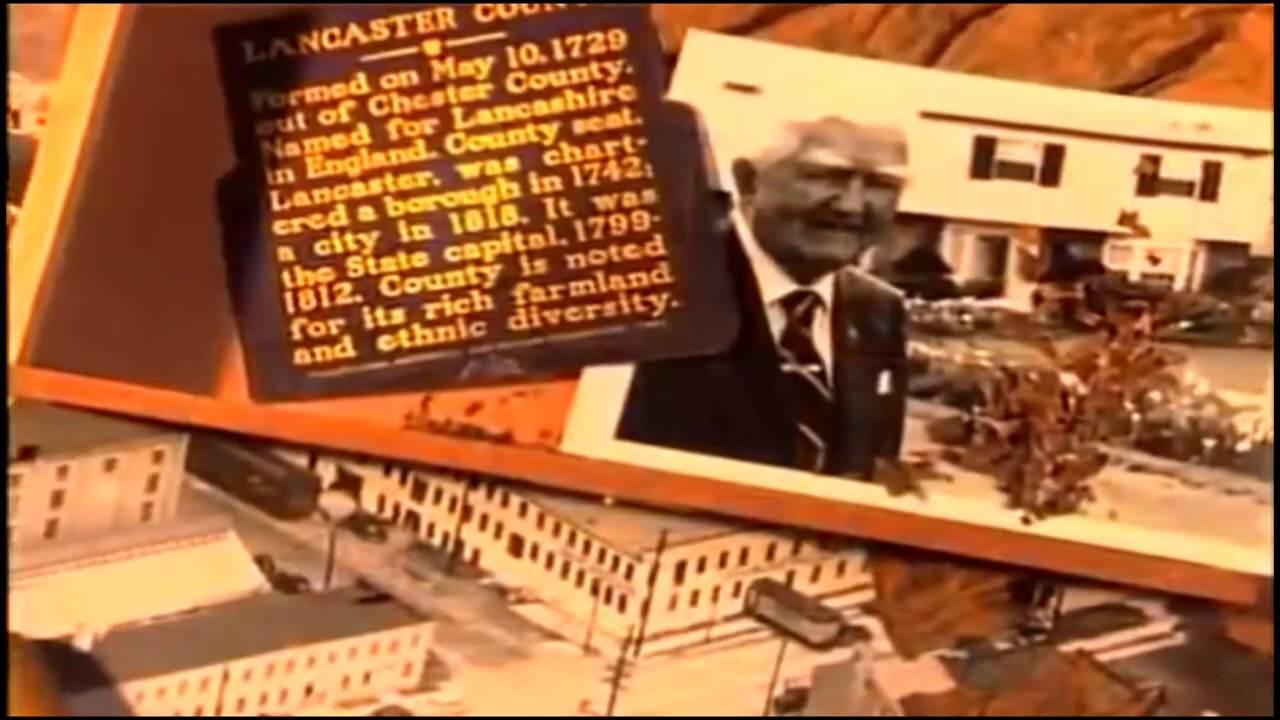 LANCASTER COUNTY
Formed on May 10, 1729
out of Chester County.
Named for Lancashire
in England. County seat,
Lancaster, was chart-
ered a borough in 1742;
a city in 1818. It was
the State capital, 1799-
1812. County is noted
for its rich farmland
and ethnic diversity.